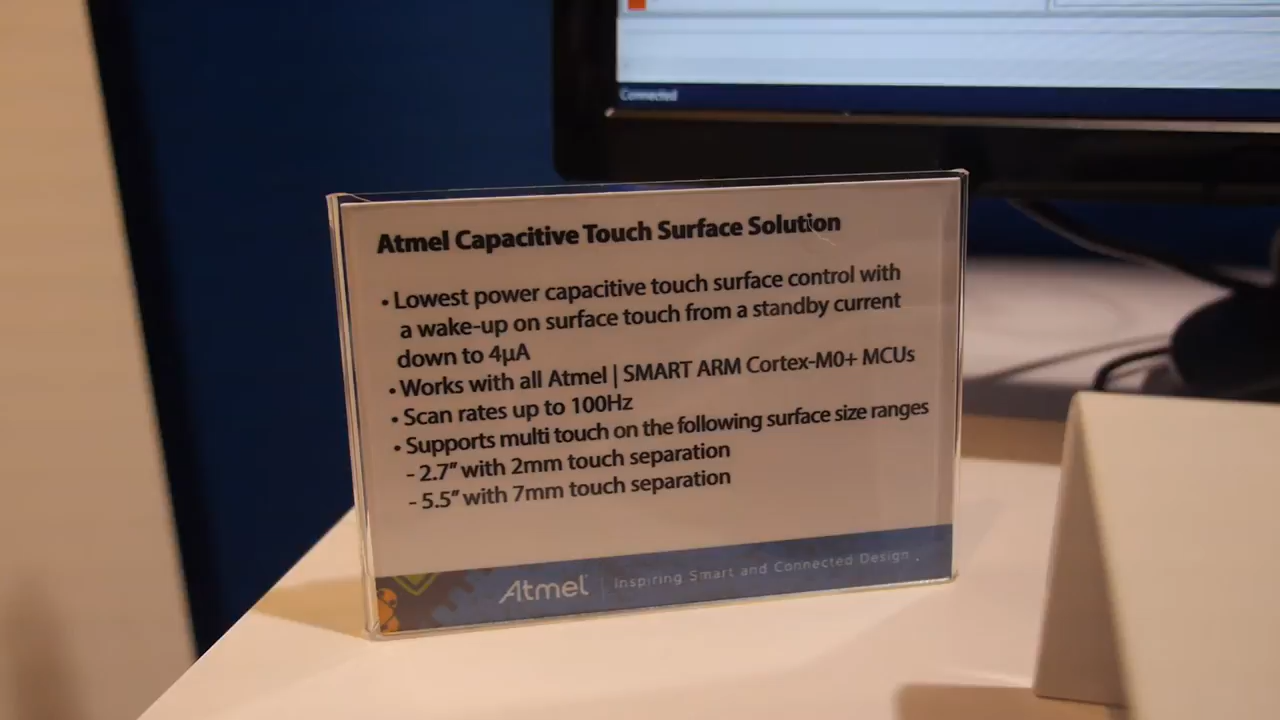 Connected
Atmel Capacitive Touch Surface Solution
• Lowest power capacitive touch surface control with
a wake-up on surface touch from a standby current
down to 4µA
• Works with all Atmel | SMART ARM Cortex-M0+ MCUs
• Scan rates up to 100Hz
• Supports multi touch on the following surface size ranges
- 2.7” with 2mm touch separation
- 5.5” with 7mm touch separation
Atmel | Inspiring Smart and Connected Design .